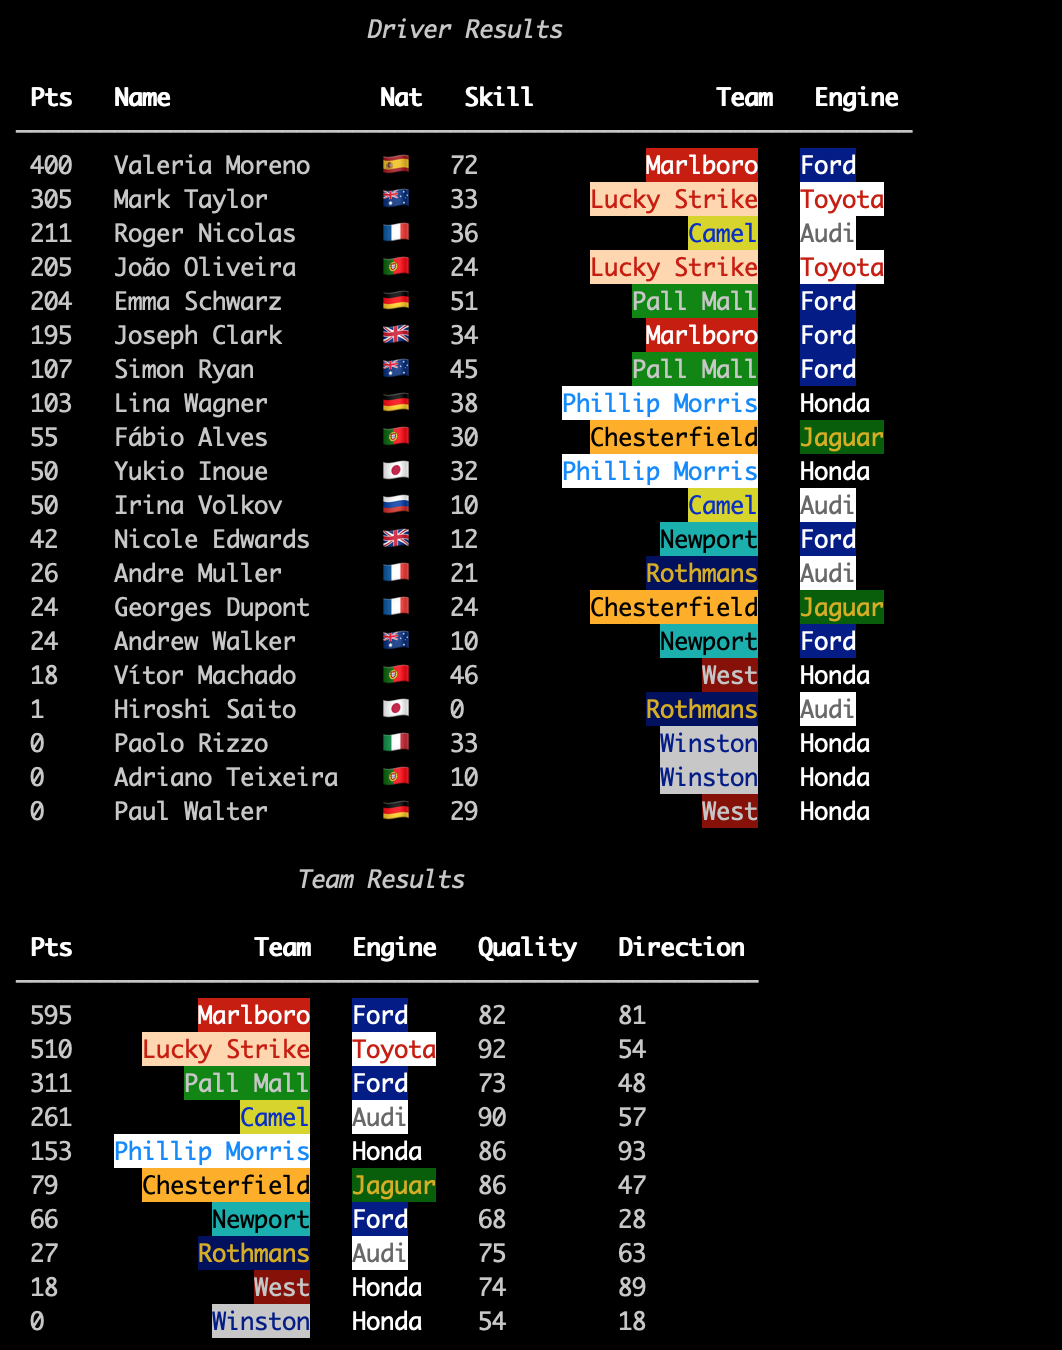 Driver Results
Pts Name Nat Skill Team Engine
400 Valeria Moreno 72 Marlboro Ford
305 Mark Taylor 33 Lucky Strike Toyota
211 Roger Nicolas 36 Camel Audi
205 João Oliveira 24 Lucky Strike Toyota
204 Emma Schwarz 51 Pall Mall Ford
195 Joseph Clark 34 Marlboro Ford
107 Simon Ryan 45 Pall Mall Ford
103 Lina Wagner 38 Phillip Morris Honda
55 Fábio Alves 30 Chesterfield Jaguar
50 Yukio Inoue 32 Phillip Morris Honda
50 Irina Volkov 10 Camel Audi
42 Nicole Edwards 12 Newport Ford
26 Andre Muller 21 Rothmans Audi
24 Georges Dupont 24 Chesterfield Jaguar
24 Andrew Walker 10 Newport Ford
18 Vítor Machado 46 West Honda
1 Hiroshi Saito 0 Rothmans Audi
0 Paolo Rizzo 33 Winston Honda
0 Adriano Teixeira 10 Winston Honda
0 Paul Walter 29 West Honda
Team Results
Pts Team Engine Quality Direction
595 Marlboro Ford 82 81
510 Lucky Strike Toyota 92 54
311 Pall Mall Ford 73 48
261 Camel Audi 90 57
153 Phillip Morris Honda 86 93
79 Chesterfield Jaguar 86 47
66 Newport Ford 68 28
27 Rothmans Audi 75 63
18 West Honda 74 89
0 Winston Honda 54 18